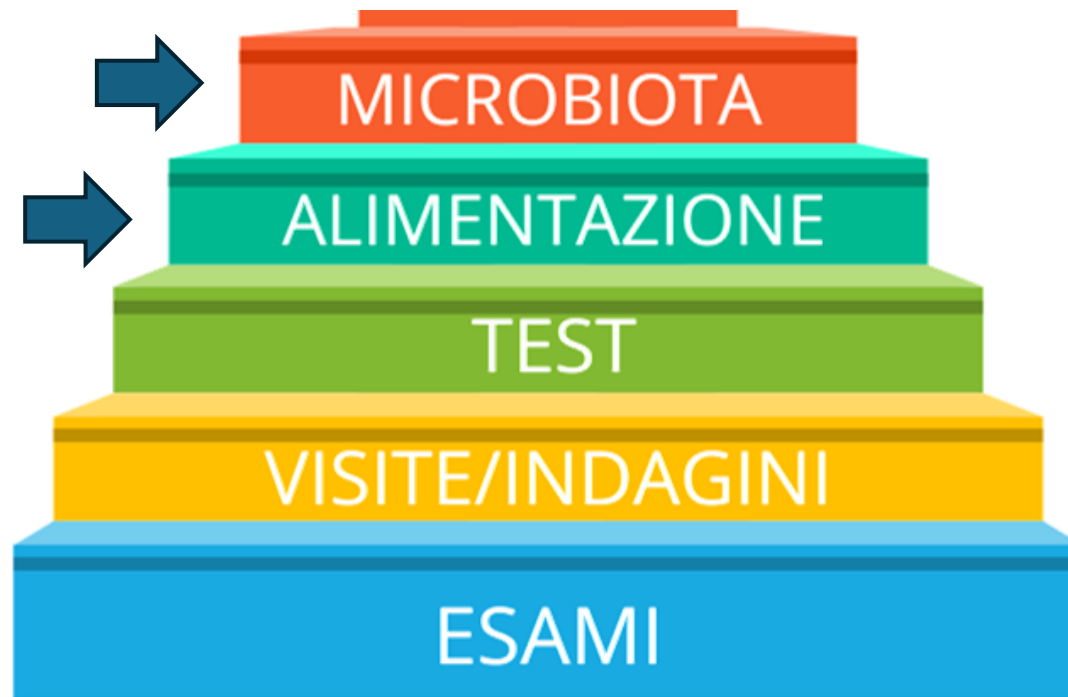 MICROBIOTA
ALIMENTAZIONE
TEST
VISITE/INDAGINI
ESAMI